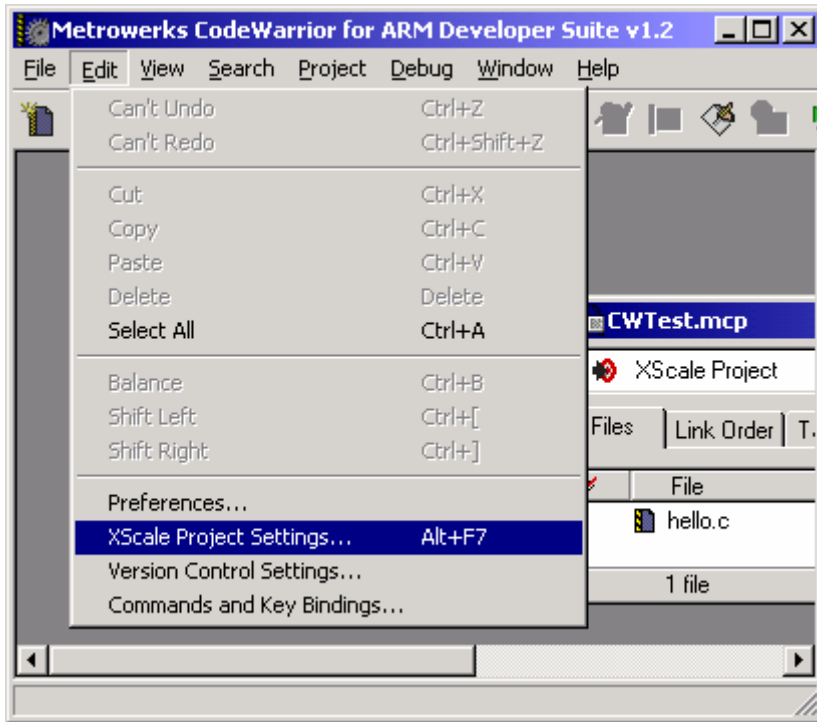 Metrowerks CodeWarrior for ARM Developer Suite v1.2
File Edit View Search Project Debug Window Help
Can't Undo Ctrl+Z
Can't Redo Ctrl+Shift+Z
Cut Ctrl+X
Copy Ctrl+C
Paste Ctrl+V
Delete Delete
Select All Ctrl+A
Balance Ctrl+B
Shift Left Ctrl+[
Shift Right Ctrl+]
Preferences...
XScale Project Settings... Alt+F7
Version Control Settings...
Commands and Key Bindings...
CWTest.mcp
XScale Project
Files Link Order T.
File
hello.c
1 file